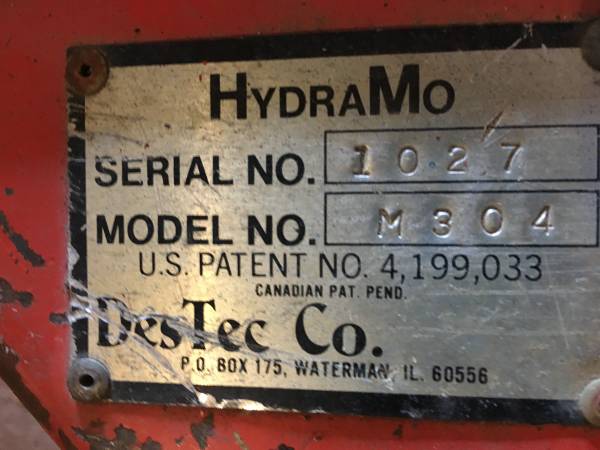 HYDRAMO
SERIAL NO. 1027
MODEL NO. M304
U.S. PATENT NO. 4,199,033
CANADIAN PAT. PEND.
DesTec Co.
P.O. BOX 175, WATERMAN, IL. 60556